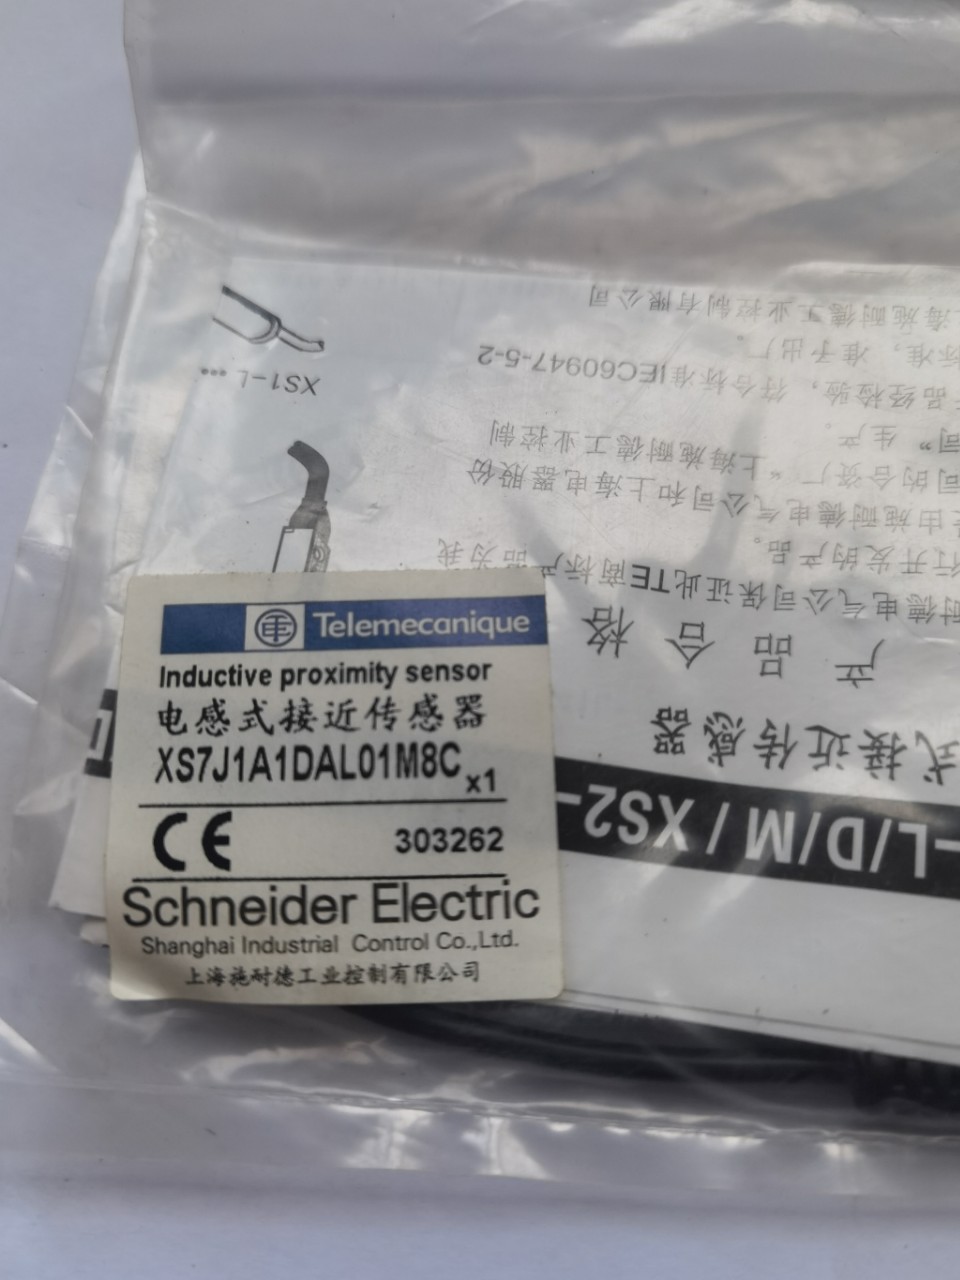 Telemecanique
Inductive proximity sensor
电感式接近传感器
XS7J1A1DAL01M8C x1
CE 303262
Schneider Electric
Shanghai Industrial Control Co.,Ltd.
上海施耐德工业控制有限公司
-L/D/M / XS2-
式接近传感器
产品合格
耐德电气公司保证此TE商标产品为我
行开发的产品。
由施耐德电气公司和上海电器股份
司的合资厂“上海施耐德工业控制
司”生产。
品经检验，符合标准IEC60947-5-2
标准，准予出厂。
上海施耐德工业控制有限公司
XS1-L ...